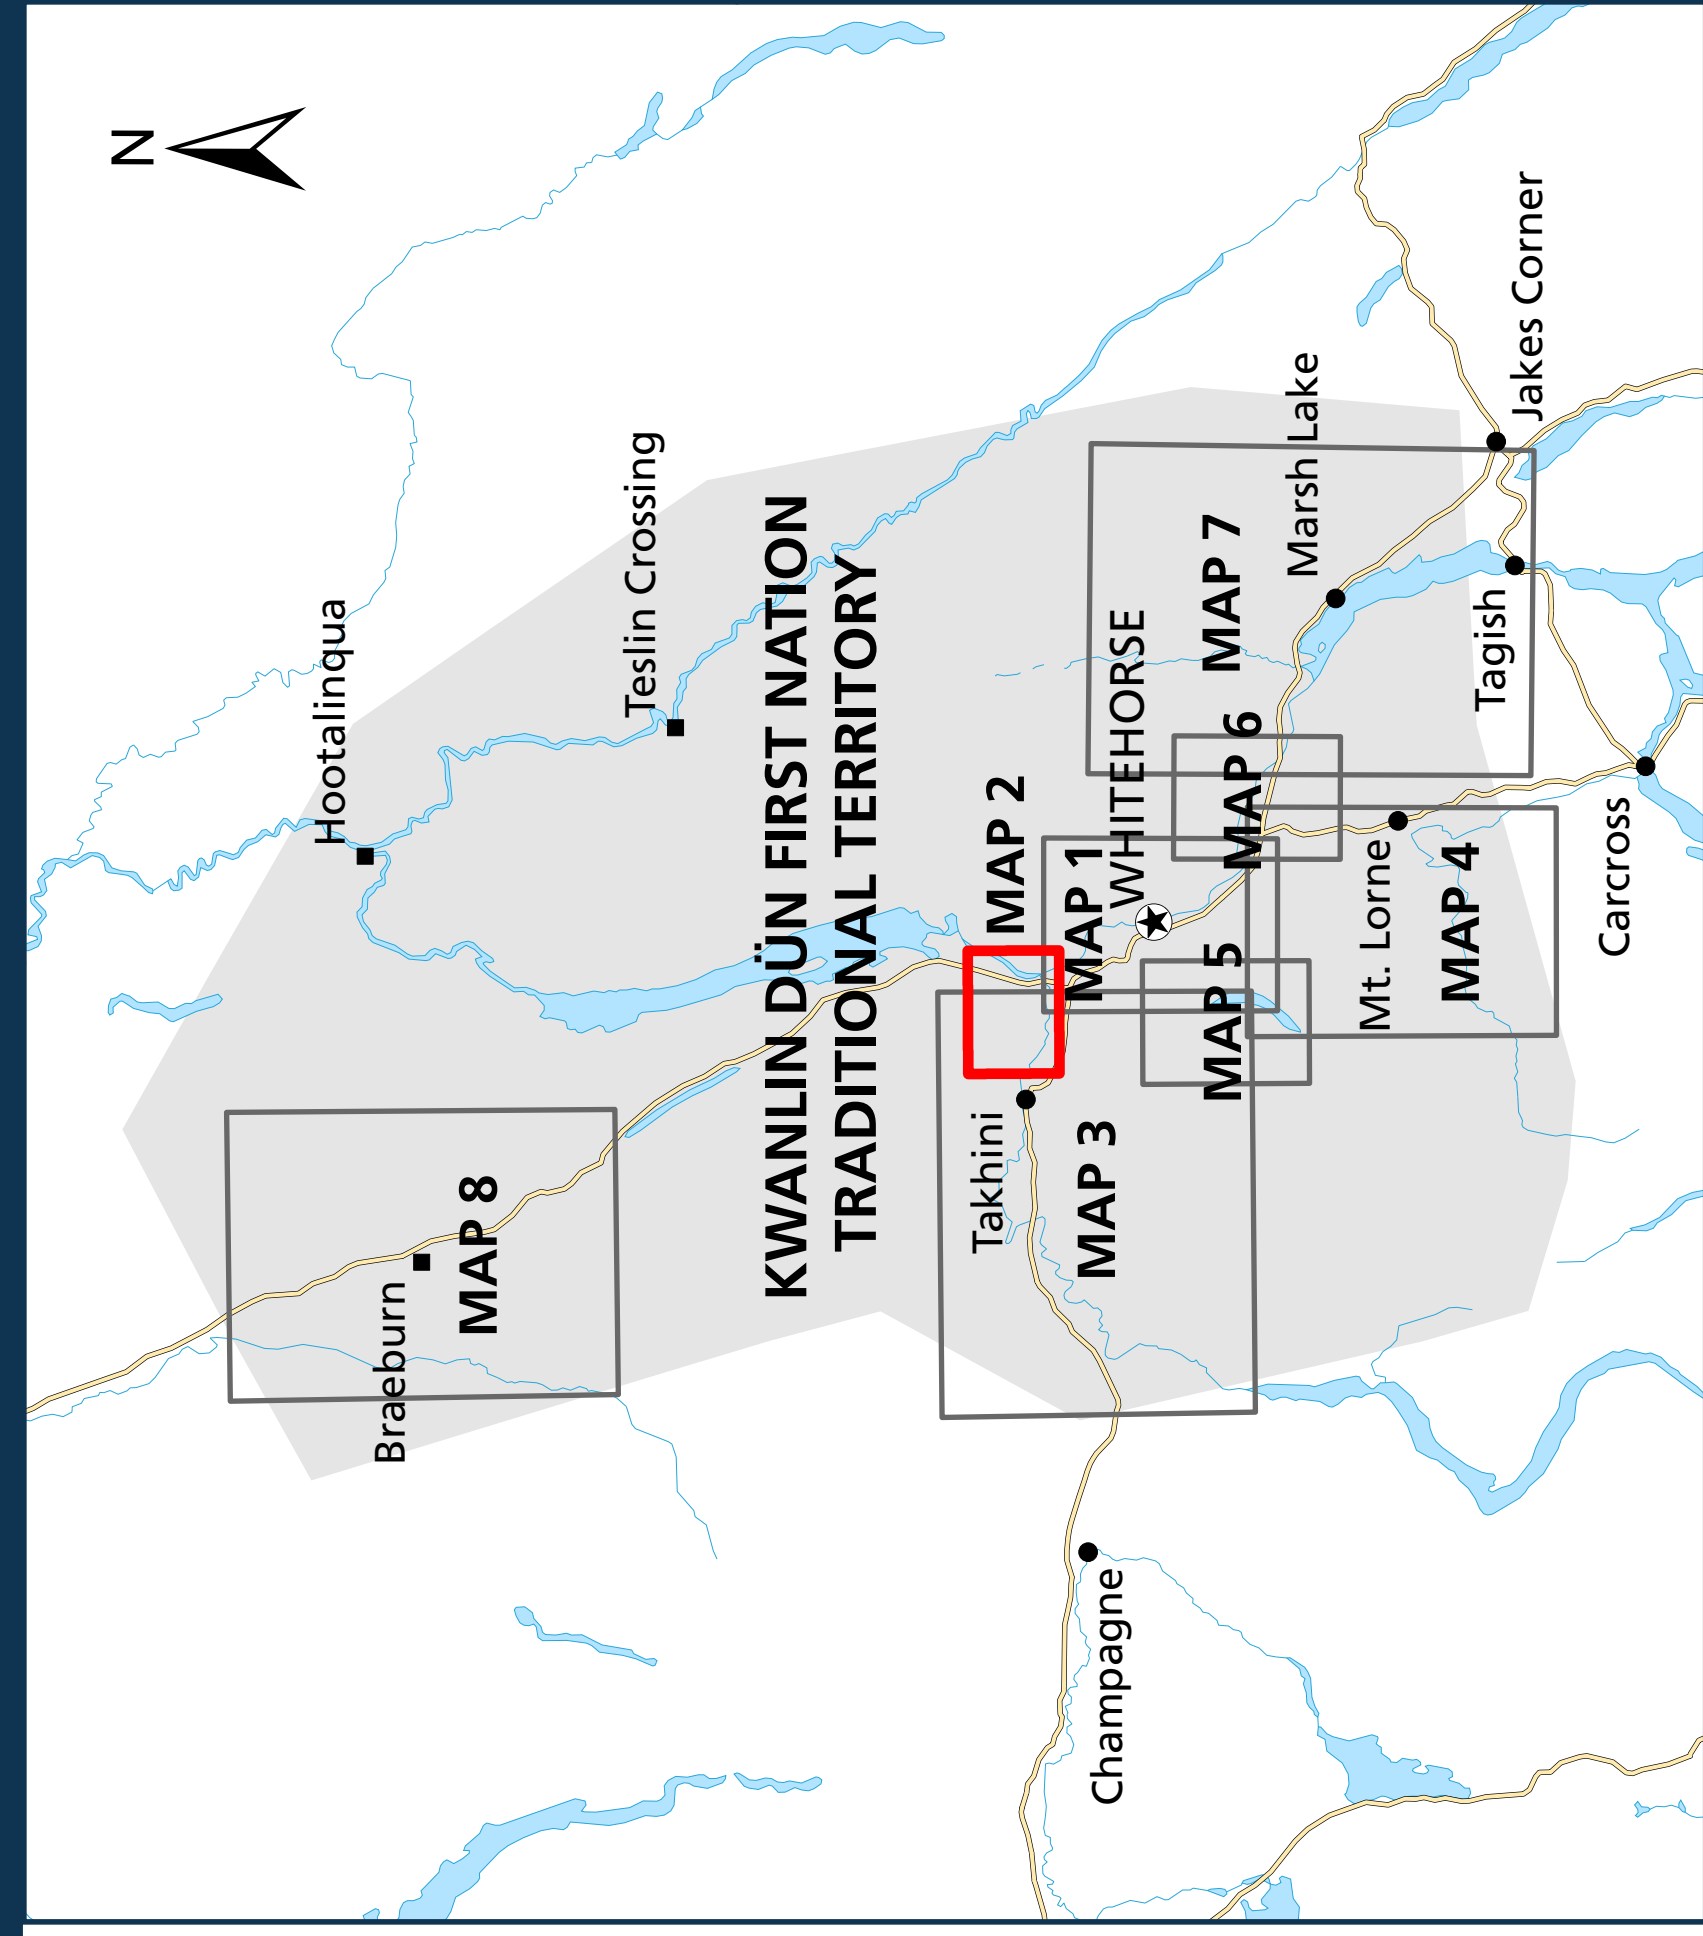 N
Hootalinqua
Teslin Crossing
Braeburn
MAP 8
KWANLIN DÜN FIRST NATION
TRADITIONAL TERRITORY
MAP 2
Takhini
MAP 3
MAP 1
WHITEHORSE
MAP 7
MAP 6
MAP 5
Marsh Lake
Jakes Corner
Tagish
Mt. Lorne
MAP 4
Carcross
Champagne